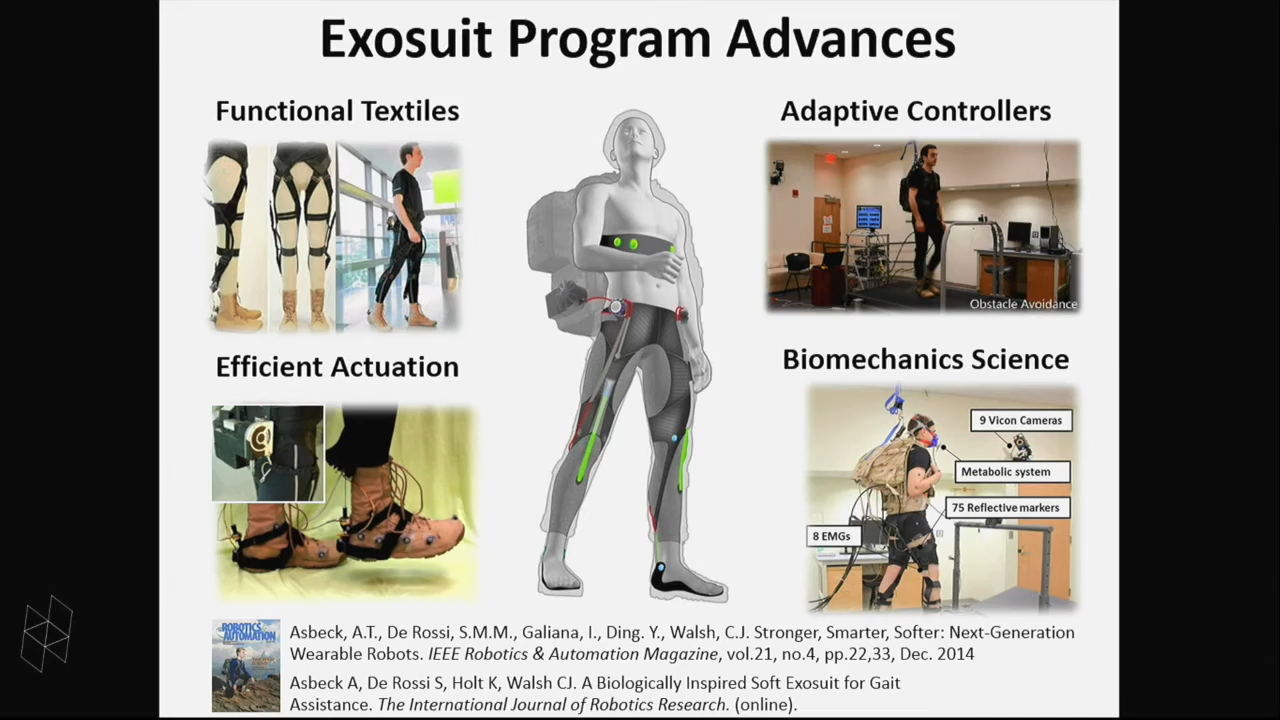 Exosuit Program Advances
Functional Textiles
Adaptive Controllers
Obstacle Avoidance
Efficient Actuation
Biomechanics Science
9 Vicon Cameras
Metabolic system
75 Reflective markers
8 EMGs
ROBOTICS
AUTOMATION
Asbeck, A.T., De Rossi, S.M.M., Galiana, I., Ding. Y., Walsh, C.J. Stronger, Smarter, Softer: Next-Generation
Wearable Robots. IEEE Robotics & Automation Magazine, vol.21, no.4, pp.22,33, Dec. 2014
Asbeck A, De Rossi S, Holt K, Walsh CJ. A Biologically Inspired Soft Exosuit for Gait
Assistance. The International Journal of Robotics Research. (online).